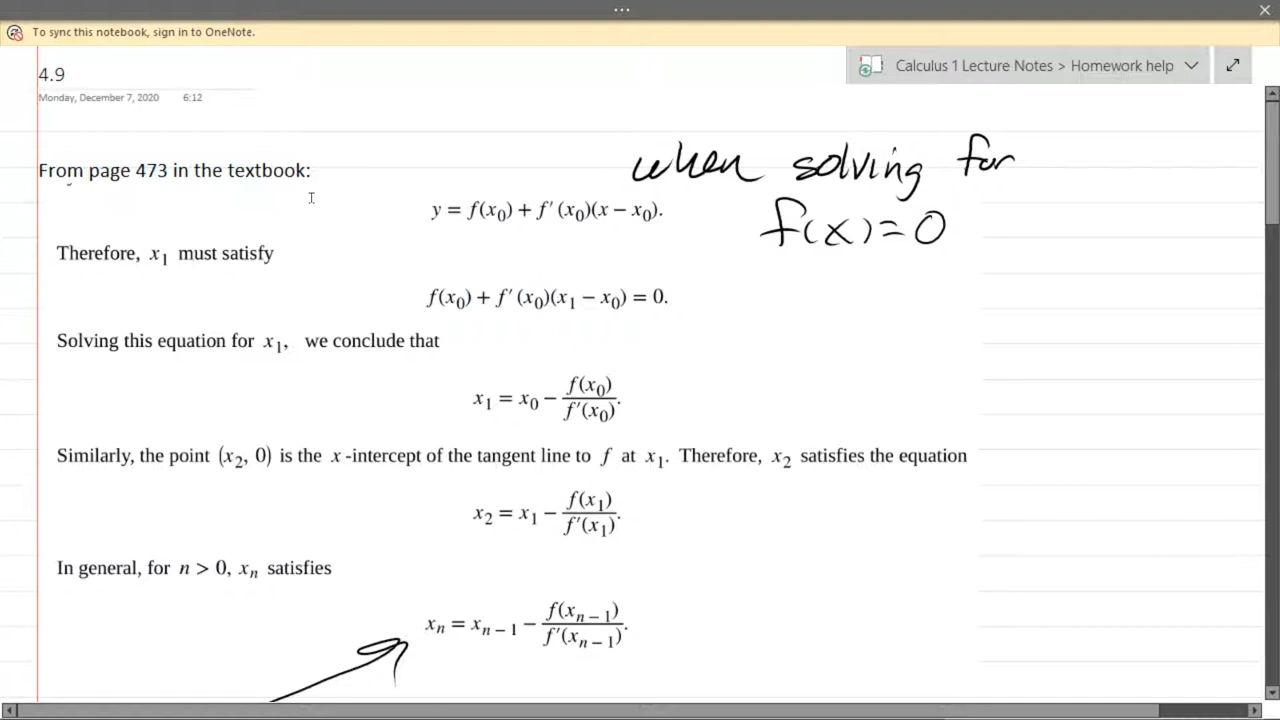 To sync this notebook, sign in to OneNote.
4.9
Calculus 1 Lecture Notes > Homework help
Monday, December 7, 2020 6:12
From page 473 in the textbook:
when solving for
f(x)=0
y = f(x₀) + f′(x₀)(x − x₀).
Therefore, x₁ must satisfy
f(x₀) + f′(x₀)(x₁ − x₀) = 0.
Solving this equation for x₁, we conclude that
x₁ = x₀ − f(x₀)/f′(x₀).
Similarly, the point (x₂, 0) is the x-intercept of the tangent line to f at x₁. Therefore, x₂ satisfies the equation
x₂ = x₁ − f(x₁)/f′(x₁).
In general, for n > 0, xₙ satisfies
xₙ = xₙ₋₁ − f(xₙ₋₁)/f′(xₙ₋₁).